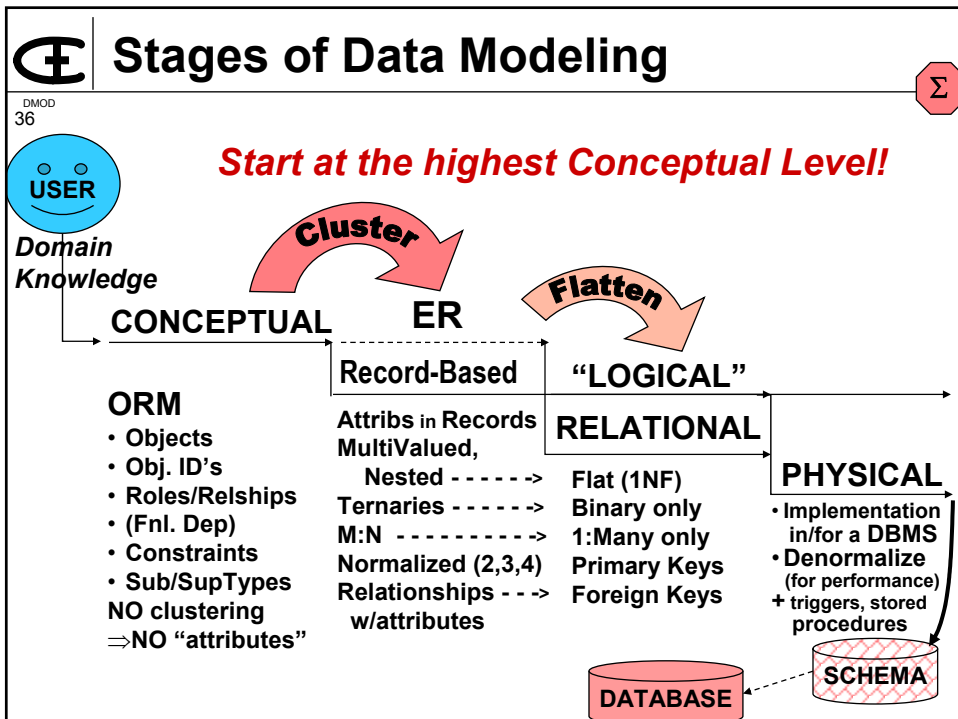 Stages of Data Modeling
Σ
DMOD
36
USER
Start at the highest Conceptual Level!
Domain
Knowledge
Cluster
Flatten
CONCEPTUAL
ER
Record-Based
"LOGICAL"
RELATIONAL
PHYSICAL
ORM
• Objects
• Obj. ID's
• Roles/Relships
• (Fnl. Dep)
• Constraints
• Sub/SupTypes
NO clustering
⇒NO "attributes"
Attribs in Records
MultiValued,
Nested - - - - - ->
Ternaries - - - - - ->
M:N - - - - - - - - - ->
Normalized (2,3,4)
Relationships - - ->
w/attributes
Flat (1NF)
Binary only
1:Many only
Primary Keys
Foreign Keys
• Implementation
in/for a DBMS
• Denormalize
(for performance)
+ triggers, stored
procedures
SCHEMA
DATABASE